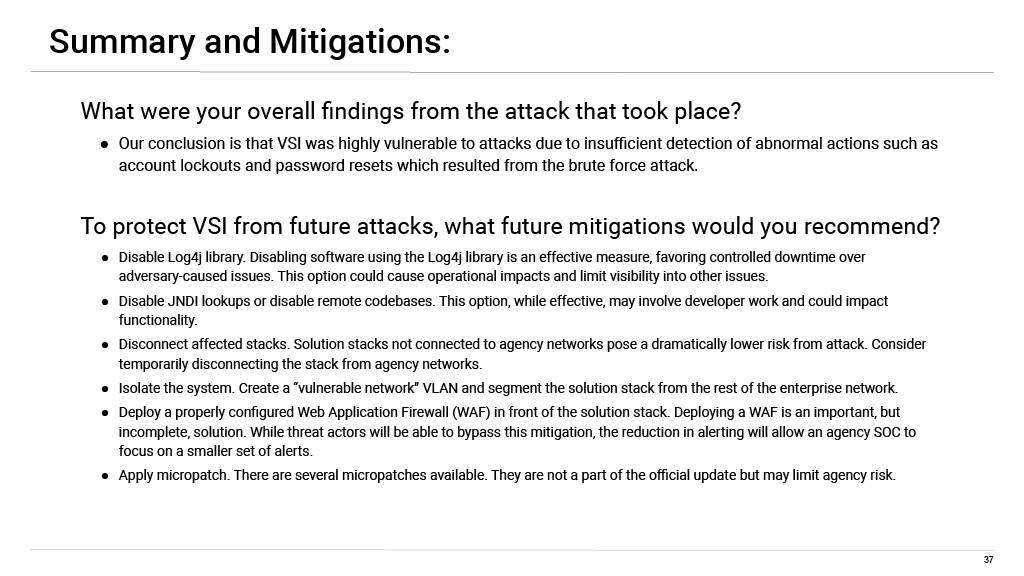 Summary and Mitigations:
What were your overall findings from the attack that took place?
● Our conclusion is that VSI was highly vulnerable to attacks due to insufficient detection of abnormal actions such as
account lockouts and password resets which resulted from the brute force attack.
To protect VSI from future attacks, what future mitigations would you recommend?
● Disable Log4j library. Disabling software using the Log4j library is an effective measure, favoring controlled downtime over
adversary-caused issues. This option could cause operational impacts and limit visibility into other issues.
● Disable JNDI lookups or disable remote codebases. This option, while effective, may involve developer work and could impact
functionality.
● Disconnect affected stacks. Solution stacks not connected to agency networks pose a dramatically lower risk from attack. Consider
temporarily disconnecting the stack from agency networks.
● Isolate the system. Create a “vulnerable network” VLAN and segment the solution stack from the rest of the enterprise network.
● Deploy a properly configured Web Application Firewall (WAF) in front of the solution stack. Deploying a WAF is an important, but
incomplete, solution. While threat actors will be able to bypass this mitigation, the reduction in alerting will allow an agency SOC to
focus on a smaller set of alerts.
● Apply micropatch. There are several micropatches available. They are not a part of the official update but may limit agency risk.
37